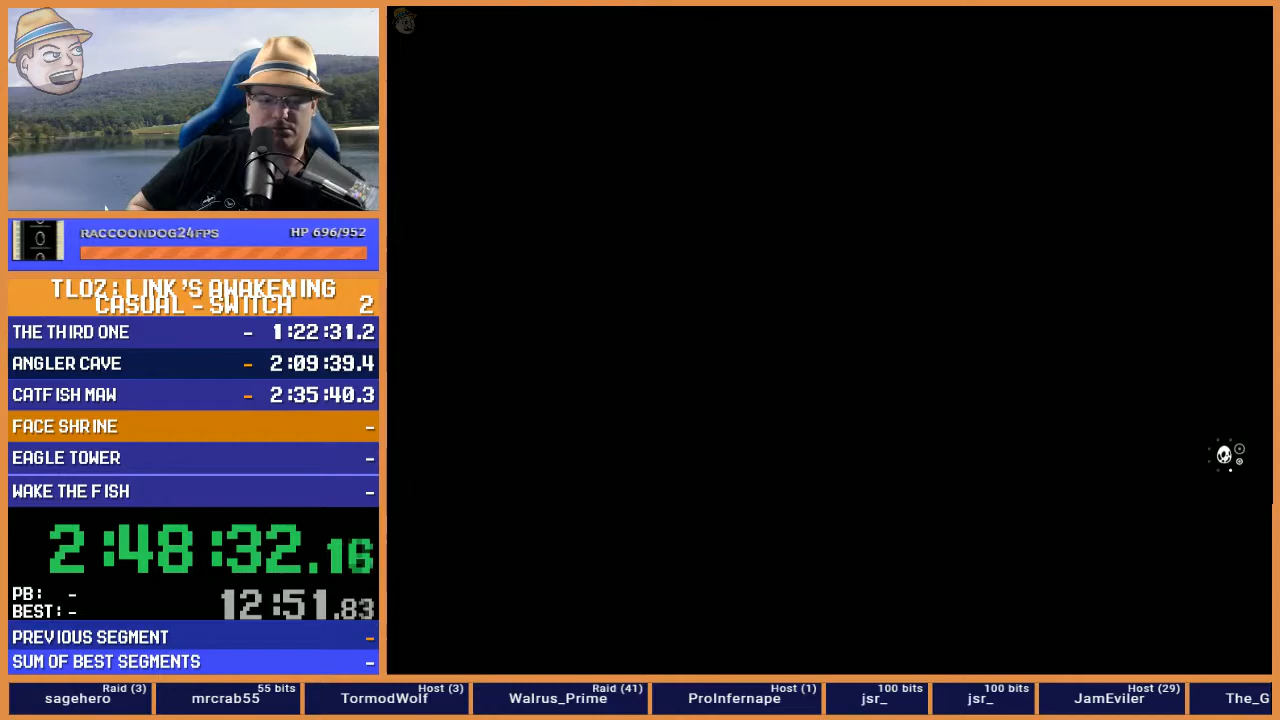 RACCOONDOG24FPS HP 696/952
TLOZ: LINK'S AWAKENING
CASUAL - SWITCH 2
THE THIRD ONE - 1:22:31.2
ANGLER CAVE - 2:09:39.4
CATFISH MAW - 2:35:40.3
FACE SHRINE -
EAGLE TOWER -
WAKE THE FISH -
2:48:32.16
PB: -
BEST: - 12:51.83
PREVIOUS SEGMENT -
SUM OF BEST SEGMENTS -
Raid (3) 55 bits Host (3) Raid (41) Host (1) 100 bits 100 bits Host (29)
sagehero mrcrab55 TormodWolf Walrus_Prime ProInfernape jsr_ jsr_ JamEviler The_G